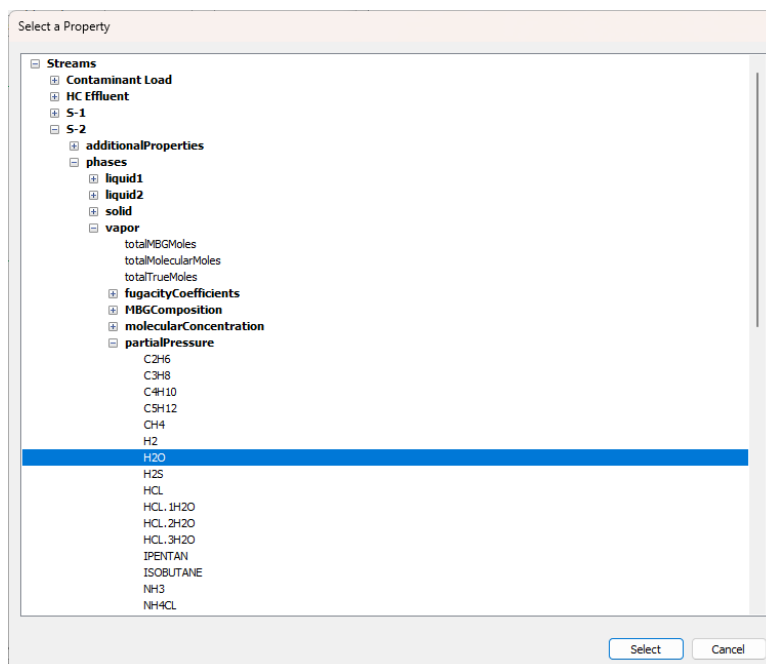 Select a Property
Streams
Contaminant Load
HC Effluent
S-1
S-2
additionalProperties
phases
liquid1
liquid2
solid
vapor
totalMBGMoles
totalMolecularMoles
totalTrueMoles
fugacityCoefficients
MBGComposition
molecularConcentration
partialPressure
C2H6
C3H8
C4H10
C5H12
CH4
H2
H2O
H2S
HCL
HCL.1H2O
HCL.2H2O
HCL.3H2O
IPENTAN
ISOBUTANE
NH3
NH4CL
Select
Cancel